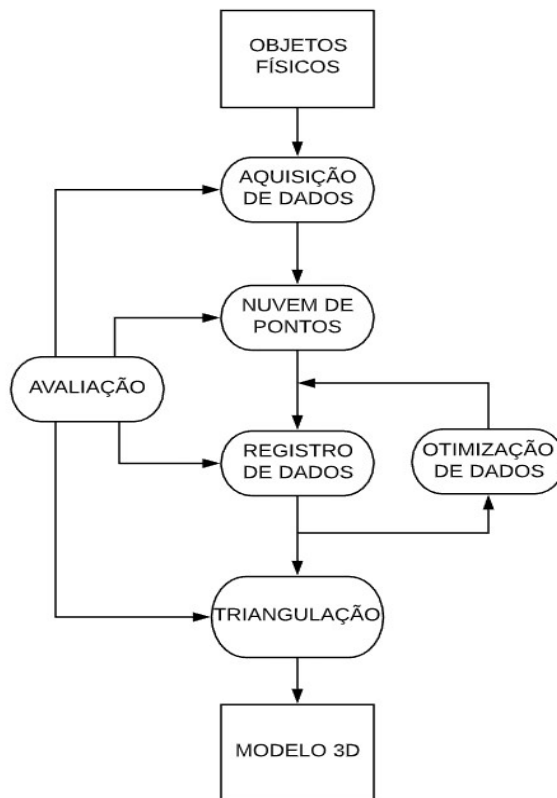 OBJETOS
FÍSICOS
AQUISIÇÃO
DE DADOS
NUVEM DE
PONTOS
AVALIAÇÃO
REGISTRO
DE DADOS
OTIMIZAÇÃO
DE DADOS
TRIANGULAÇÃO
MODELO 3D